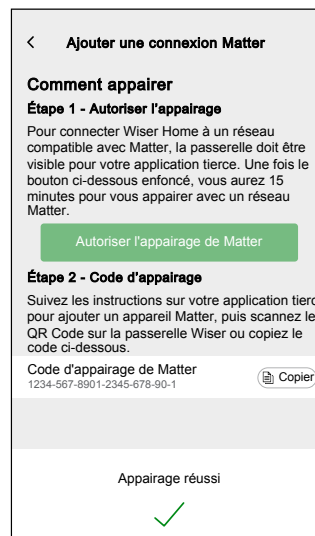 Ajouter une connexion Matter
Comment appairer
Étape 1 - Autoriser l'appairage
Pour connecter Wiser Home à un réseau
compatible avec Matter, la passerelle doit être
visible pour votre application tierce. Une fois le
bouton ci-dessous enfoncé, vous aurez 15
minutes pour vous appairer avec un réseau
Matter.
Autoriser l'appairage de Matter
Étape 2 - Code d'appairage
Suivez les instructions sur votre application tierc
pour ajouter un appareil Matter, puis scannez le
QR Code sur la passerelle Wiser ou copiez le
code ci-dessous.
Code d'appairage de Matter
Copier
1234-567-8901-2345-678-90-1
Appairage réussi